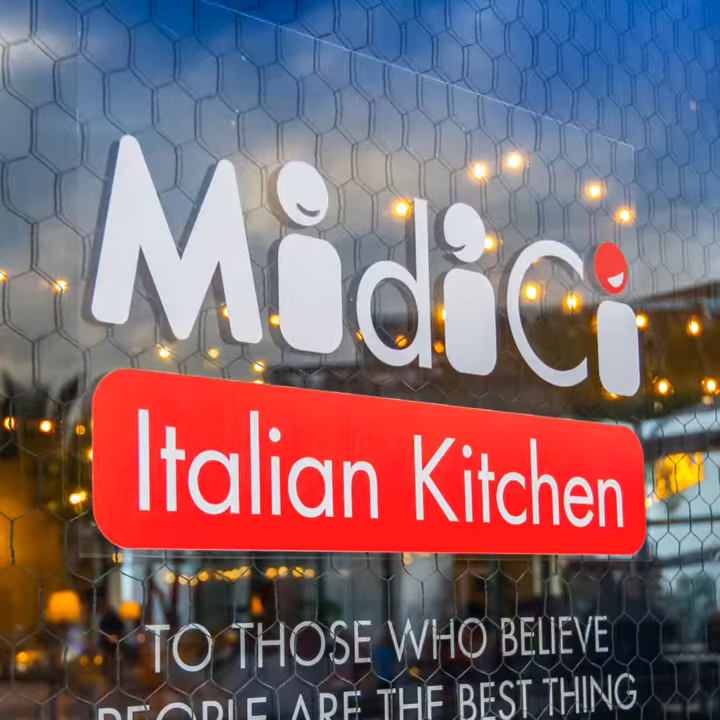 MidiCi
Italian Kitchen
TO THOSE WHO BELIEVE
PEOPLE ARE THE BEST THING